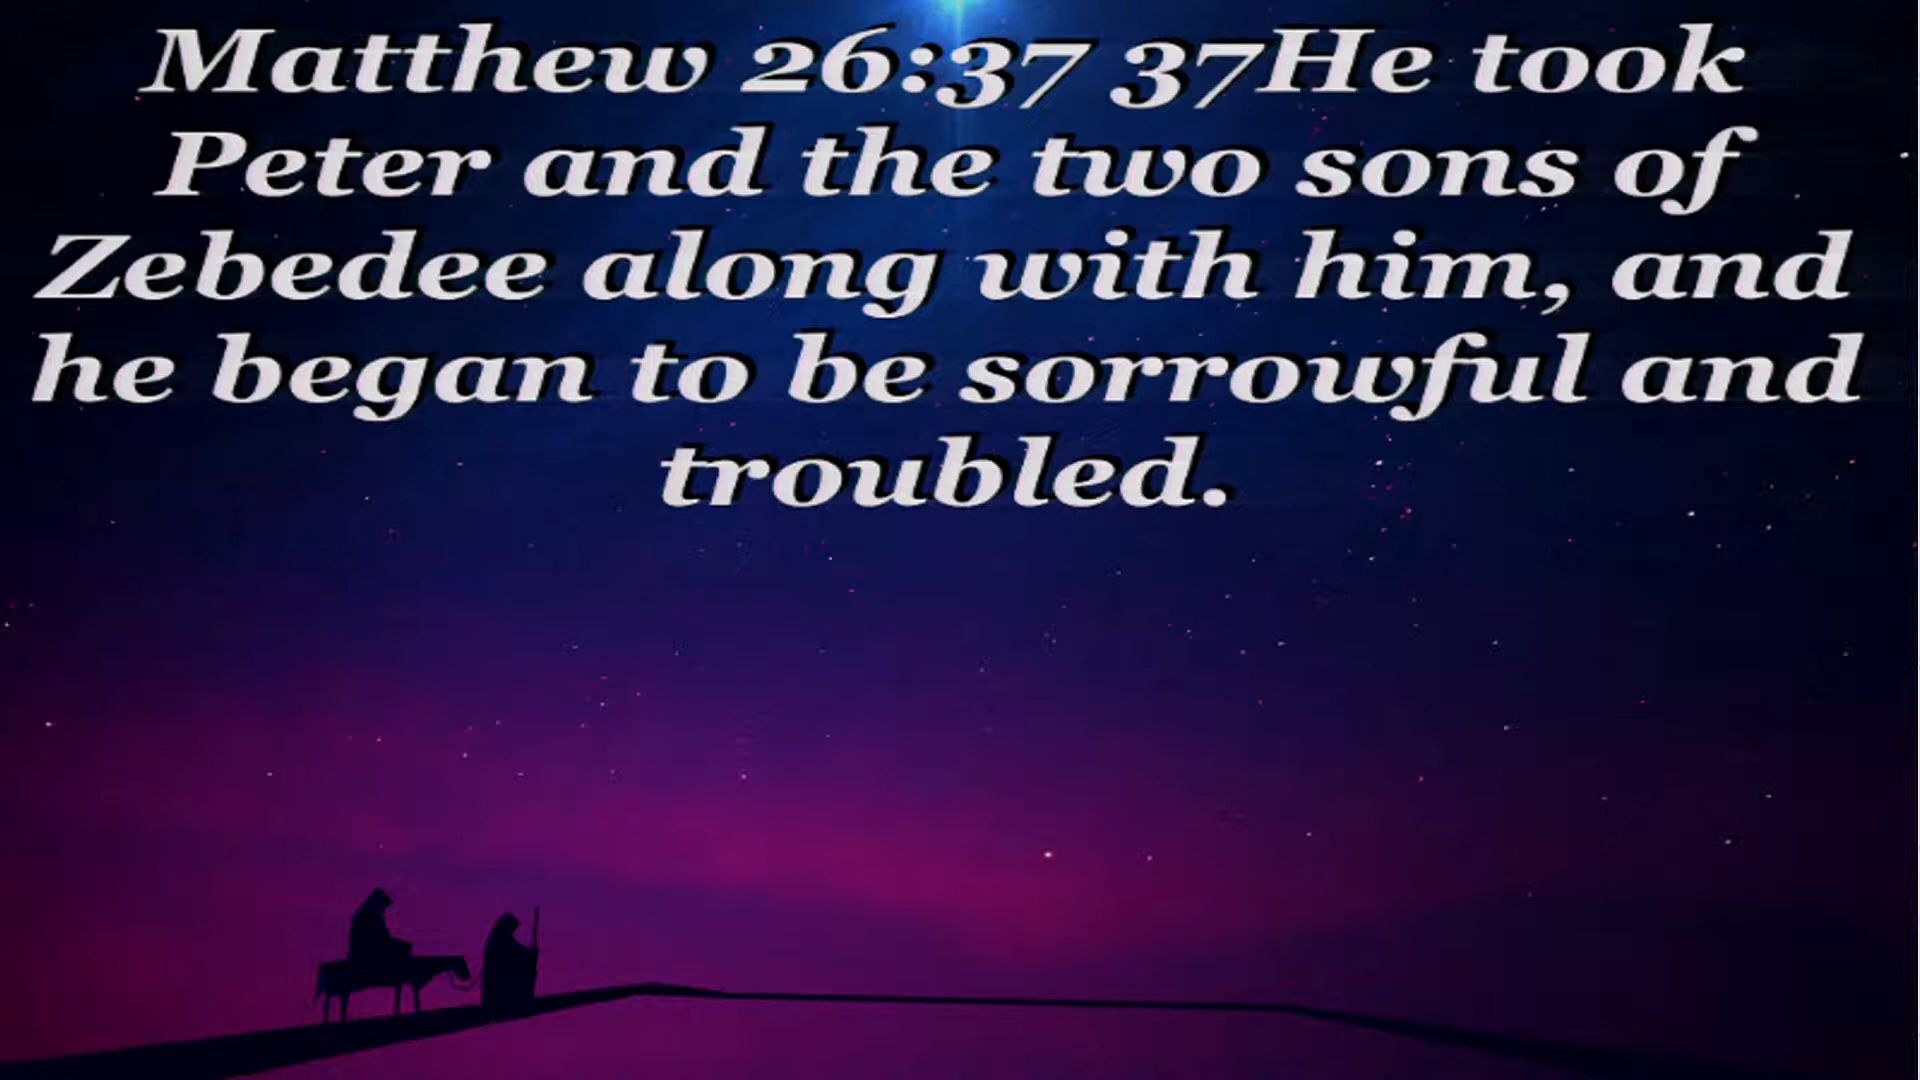 Matthew 26:37 37He took
Peter and the two sons of
Zebedee along with him, and
he began to be sorrowful and
troubled.